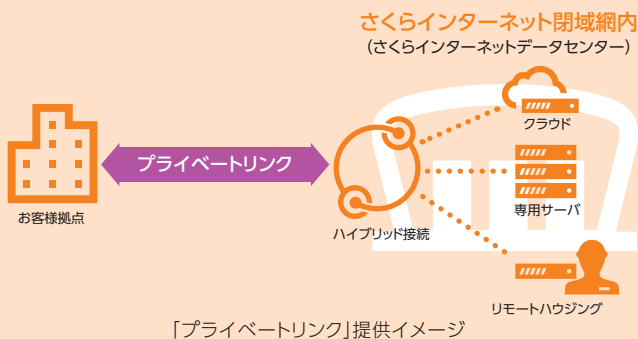 さくらインターネット閉域網内
(さくらインターネットデータセンター)
クラウド
プライベートリンク
お客様拠点
専用サーバ
ハイブリッド接続
リモートハウジング
「プライベートリンク」提供イメージ